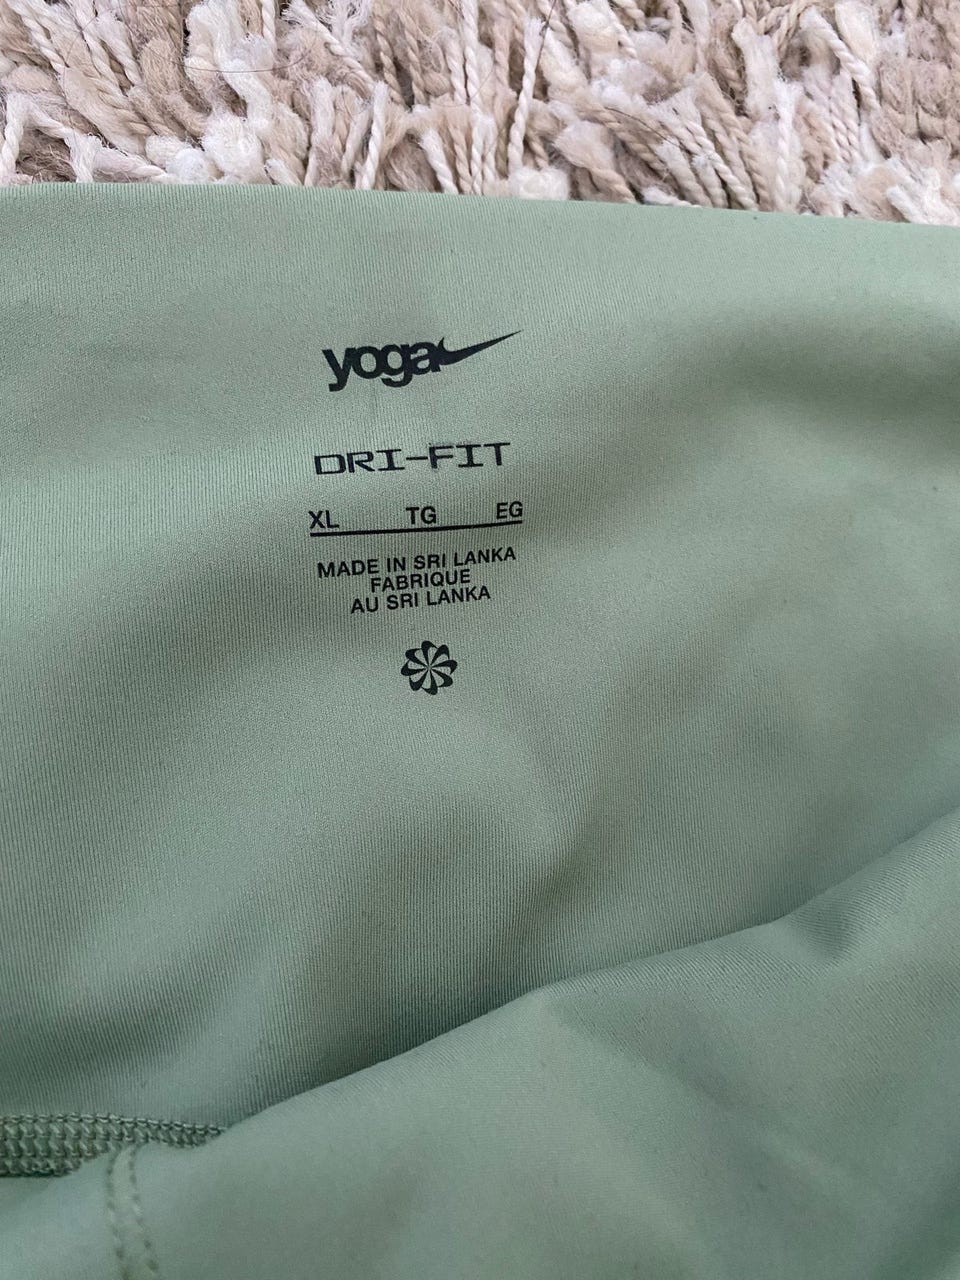 yoga
DRI-FIT
XL TG EG
MADE IN SRI LANKA
FABRIQUE
AU SRI LANKA